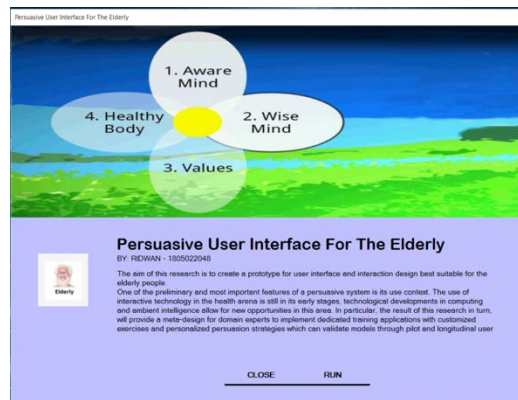 Persuasive User Interface For The Elderly
1. Aware
Mind
4. Healthy
Body
2. Wise
Mind
3. Values
Persuasive User Interface For The Elderly
BY: RIDWAN - 1805022048
Elderly
The aim of this research is to create a prototype for user interface and interaction design best suitable for the
elderly people.
One of the preliminary and most important features of a persuasive system is its use context. The use of
interactive technology in the health arena is still in its early stages, technological developments in computing
and ambient intelligence allow for new opportunities in this area. In particular, the result of this research in turn,
will provide a meta-design for domain experts to implement dedicated training applications with customized
exercises and personalized persuasion strategies which can validate models through pilot and longitudinal user
CLOSE
RUN